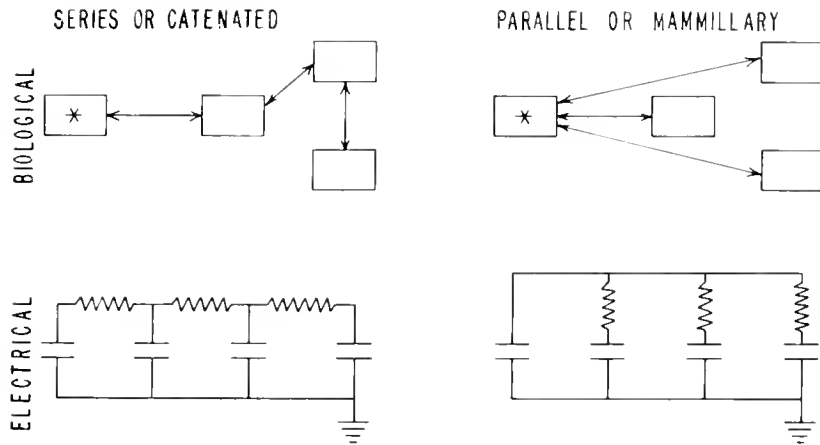 SERIES OR CATENATED
PARALLEL OR MAMMILLARY
BIOLOGICAL
*
*
ELECTRICAL